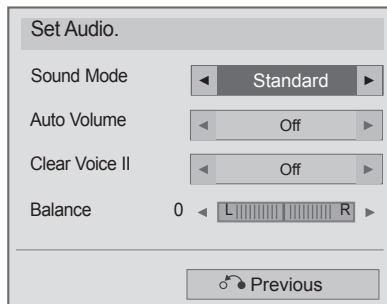 Set Audio.
Sound Mode ◄ Standard ►
Auto Volume ◄ Off ►
Clear Voice II ◄ Off ►
Balance 0 ◄ L R ►
Previous